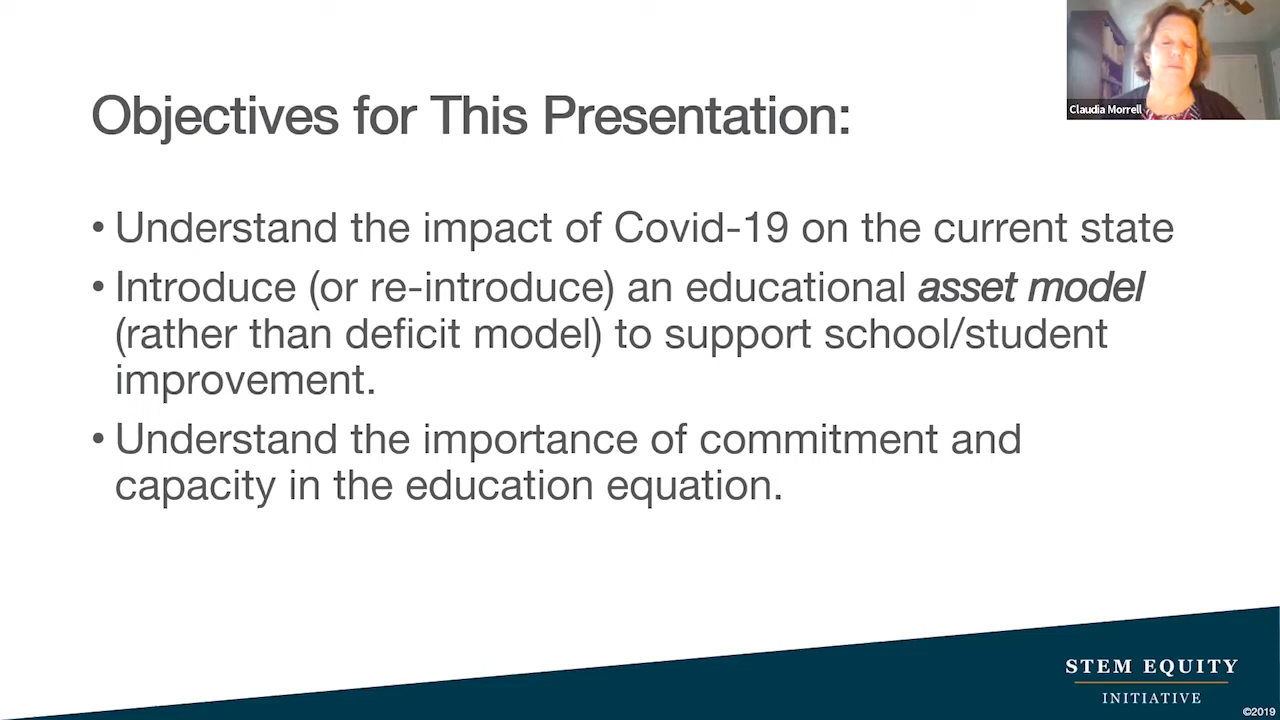 Claudia Morrell
Objectives for This Presentation:
• Understand the impact of Covid-19 on the current state
• Introduce (or re-introduce) an educational asset model
(rather than deficit model) to support school/student
improvement.
• Understand the importance of commitment and
capacity in the education equation.
STEM EQUITY
INITIATIVE
©2019